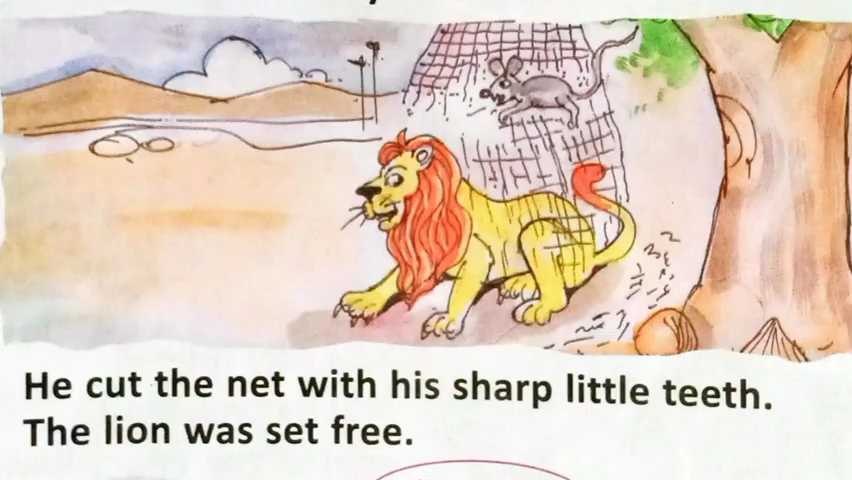 He cut the net with his sharp little teeth.
The lion was set free.